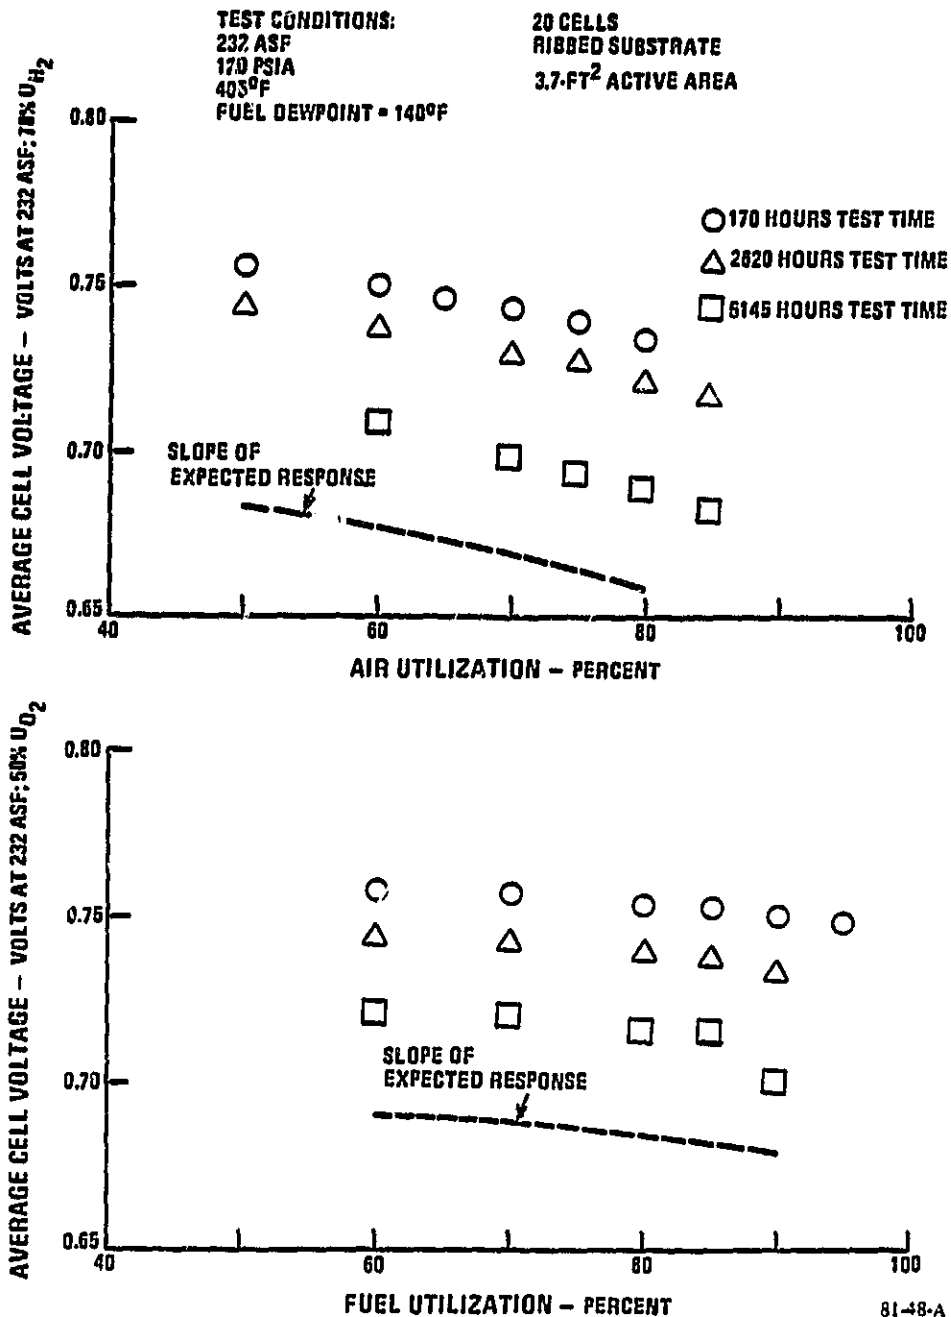 TEST CONDITIONS:
232 ASF
170 PSIA
403°F
FUEL DEWPOINT = 140°F
20 CELLS
RIBBED SUBSTRATE
3.7-FT² ACTIVE AREA
AVERAGE CELL VOLTAGE – VOLTS AT 232 ASF; 70% UH₂
0.80
0.75
0.70
0.65
○ 170 HOURS TEST TIME
△ 2620 HOURS TEST TIME
□ 5145 HOURS TEST TIME
SLOPE OF
EXPECTED RESPONSE
40 60 80 100
AIR UTILIZATION – PERCENT
AVERAGE CELL VOLTAGE – VOLTS AT 232 ASF; 50% UO₂
0.80
0.75
0.70
0.65
SLOPE OF
EXPECTED RESPONSE
40 60 80 100
FUEL UTILIZATION – PERCENT
81-48-A